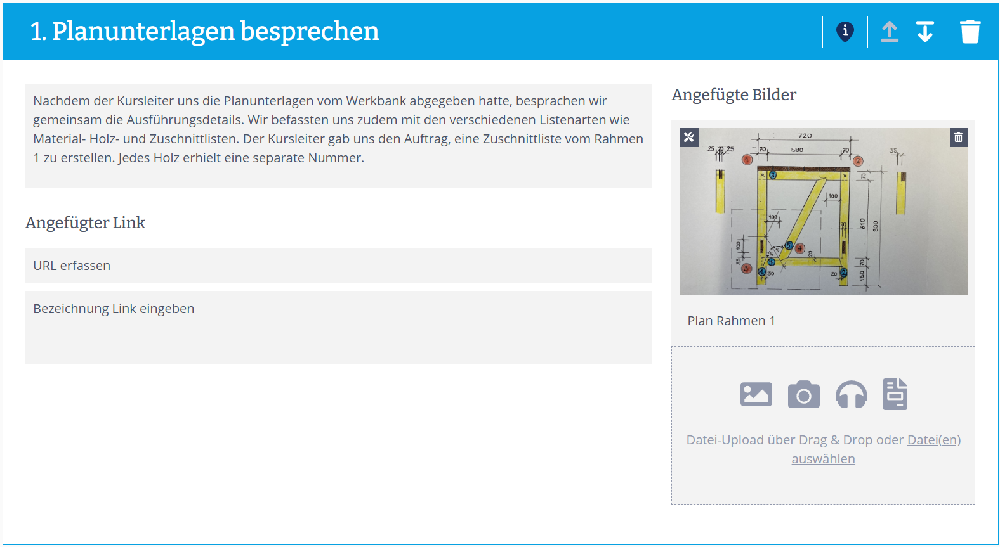 1. Planunterlagen besprechen
Nachdem der Kursleiter uns die Planunterlagen vom Werkbank abgegeben hatte, besprachen wir
gemeinsam die Ausführungsdetails. Wir befassten uns zudem mit den verschiedenen Listenarten wie
Material- Holz- und Zuschnittlisten. Der Kursleiter gab uns den Auftrag, eine Zuschnittliste vom Rahmen
1 zu erstellen. Jedes Holz erhielt eine separate Nummer.
Angefügter Link
URL erfassen
Bezeichnung Link eingeben
Angefügte Bilder
720
25 20 25
70
580
70
35
1
2
3
70
100
100
20
610
900
100
5
4
35
4
20
70
3
1
30
20
2
150
Plan Rahmen 1
Datei-Upload über Drag & Drop oder Datei(en)
auswählen